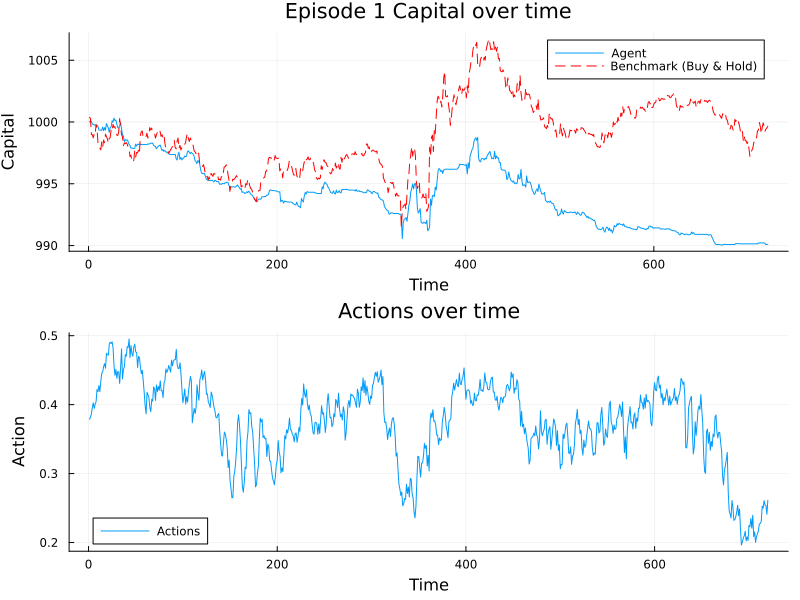 Episode 1 Capital over time
Capital
1005
1000
995
990
Agent
Benchmark (Buy & Hold)
0 200 400 600
Time
Actions over time
Action
0.5
0.4
0.3
0.2
Actions
0 200 400 600
Time